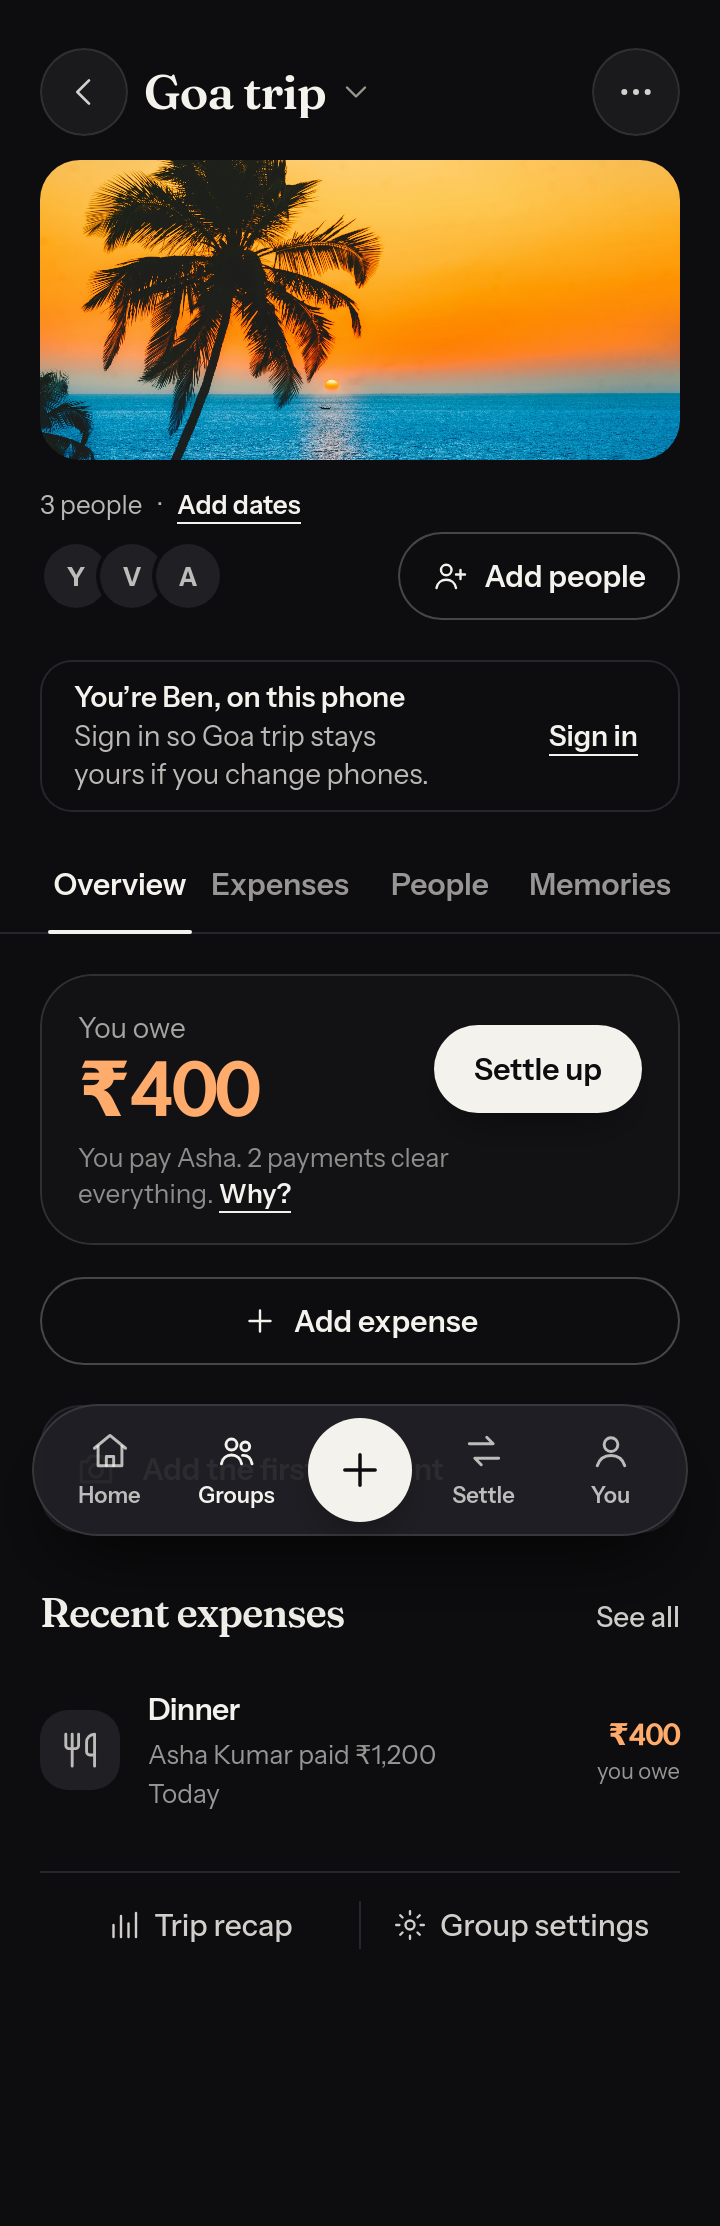 Goa trip
3 people · Add dates
Y V A
Add people
You're Ben, on this phone
Sign in so Goa trip stays
yours if you change phones.
Sign in
Overview Expenses People Memories
You owe
₹400
Settle up
You pay Asha. 2 payments clear
everything. Why?
Add expense
Add the first
Home Groups Settle You
Recent expenses See all
Dinner
Asha Kumar paid ₹1,200
Today
₹400
you owe
Trip recap Group settings